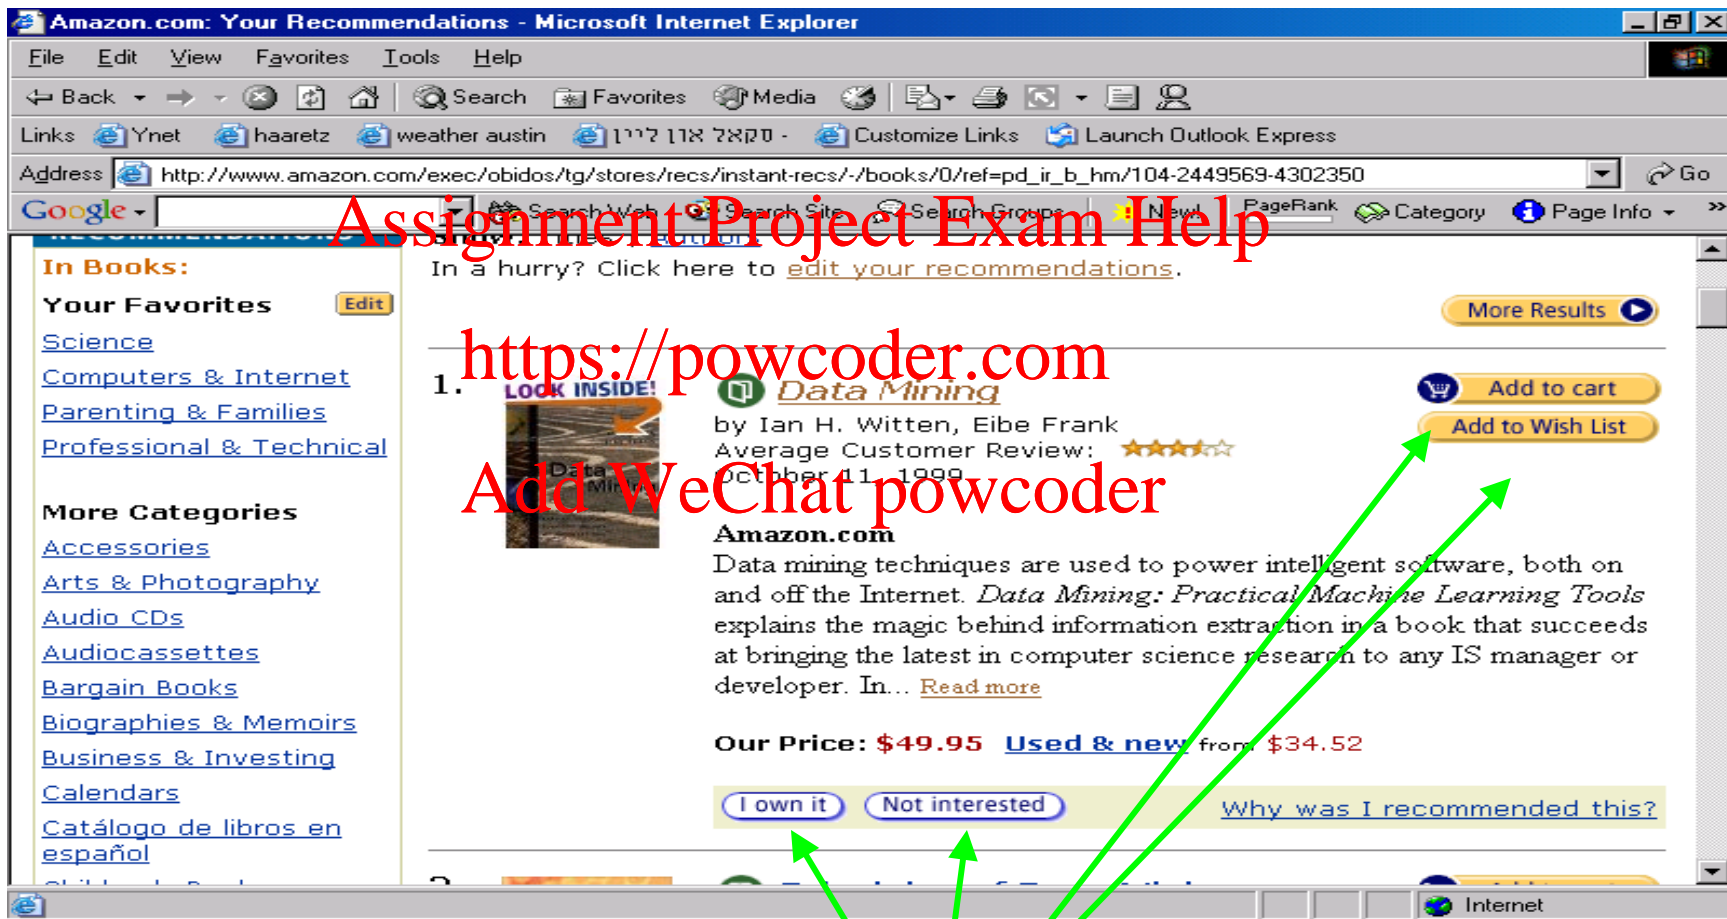 Amazon.com: Your Recommendations - Microsoft Internet Explorer
File Edit View Favorites Tools Help
Back Search Favorites Media
Links Ynet haaretz weather austin סקאל און ליין - Customize Links Launch Outlook Express
Address http://www.amazon.com/exec/obidos/tg/stores/recs/instant-recs/-/books/0/ref=pd_ir_b_hm/104-2449569-4302350 Go
Google Search Web Search Site Search Groups New! PageRank Category Page Info »
Assignment Project Exam Help
Authors
In Books:
Your Favorites Edit
Science
Computers & Internet
Parenting & Families
Professional & Technical
More Categories
Accessories
Arts & Photography
Audio CDs
Audiocassettes
Bargain Books
Biographies & Memoirs
Business & Investing
Calendars
Catálogo de libros en
español
In a hurry? Click here to edit your recommendations.
More Results
https://powcoder.com
1. LOOK INSIDE! Data Mining Add to cart
by Ian H. Witten, Eibe Frank Add to Wish List
Average Customer Review:
October 11, 1999
Data
Mining
Add WeChat powcoder
Amazon.com
Data mining techniques are used to power intelligent software, both on
and off the Internet. Data Mining: Practical Machine Learning Tools
explains the magic behind information extraction in a book that succeeds
at bringing the latest in computer science research to any IS manager or
developer. In... Read more
Our Price: $49.95 Used & new from $34.52
I own it Not interested Why was I recommended this?
Internet